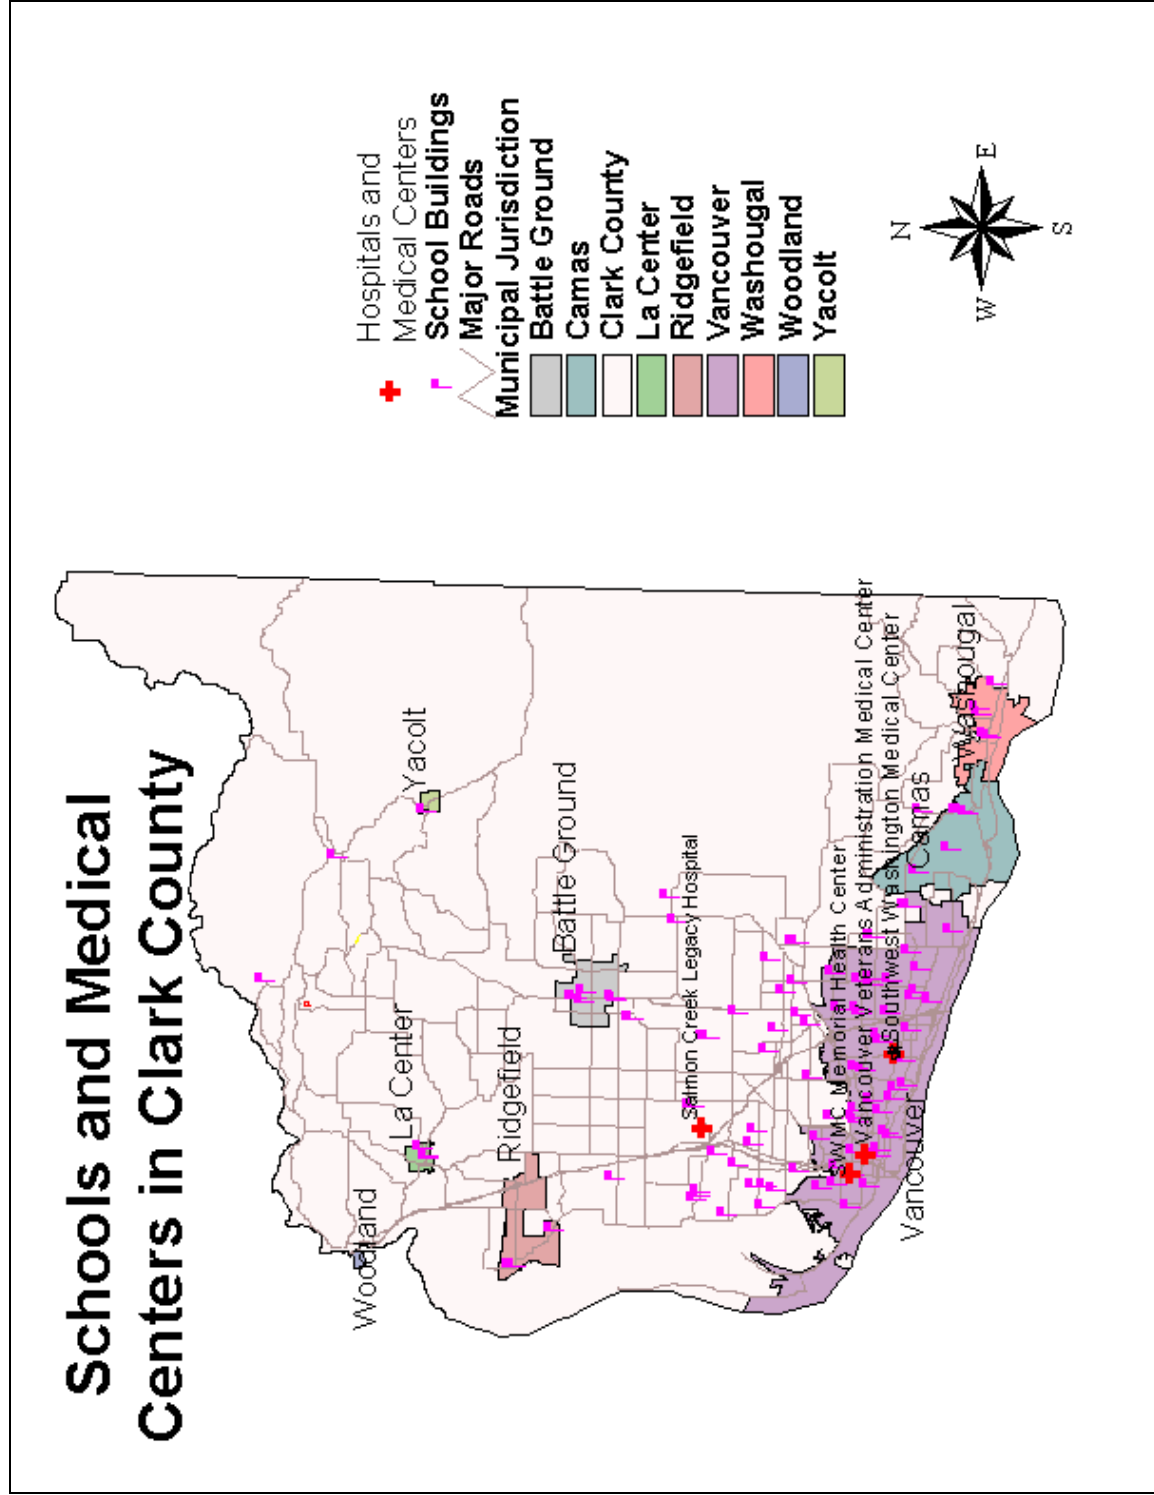 Schools and Medical
Centers in Clark County
Hospitals and
Medical Centers
School Buildings
Major Roads
Municipal Jurisdiction
Battle Ground
Camas
Clark County
La Center
Ridgefield
Vancouver
Washougal
Woodland
Yacolt
N
E
S
W
Woodland
La Center
Yacolt
Ridgefield
Battle Ground
Salmon Creek Legacy Hospital
SWMC Memorial Health Center
Vancouver Veterans Administration Medical Center
Southwest Washington Medical Center
Vancouver
Camas
Washougal